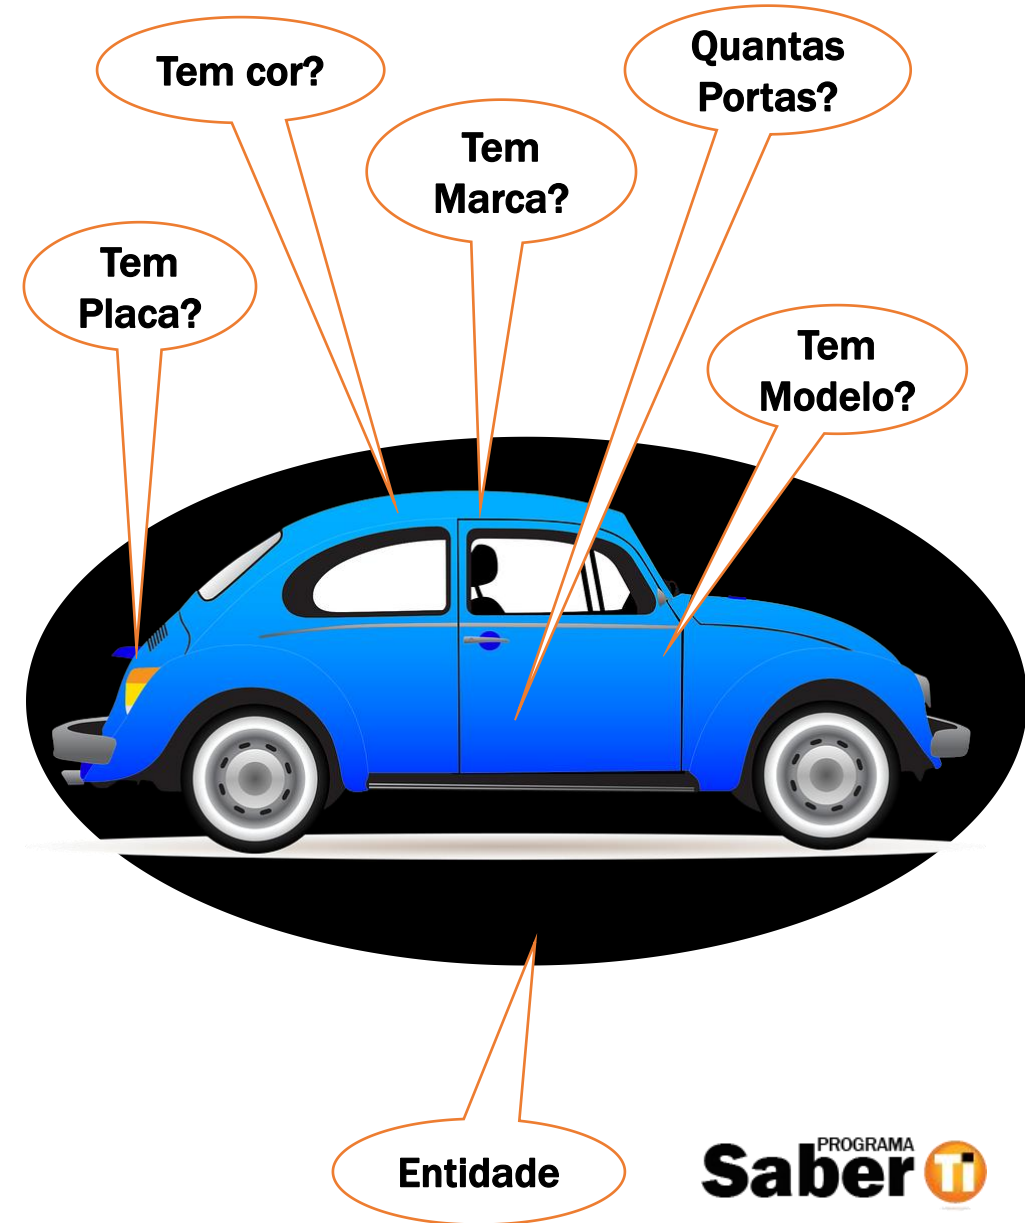 Tem cor?
Quantas
Portas?
Tem
Marca?
Tem
Placa?
Tem
Modelo?
Entidade
PROGRAMA
Saber Ti